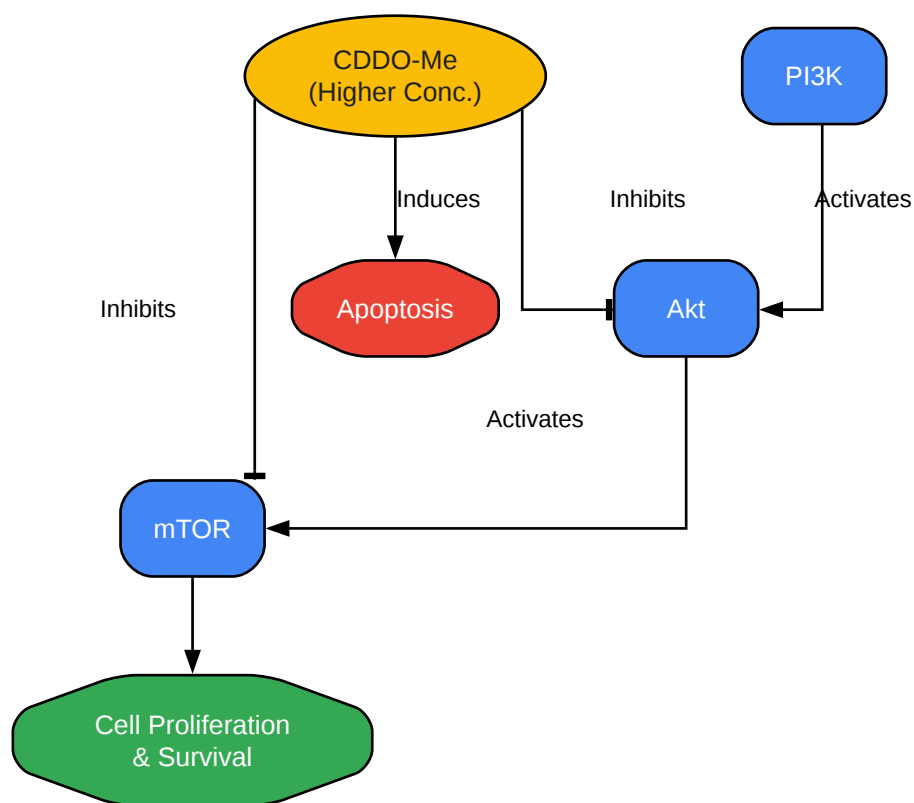 CDDO-Me
(Higher Conc.)
PI3K
Induces
Inhibits
Activates
Inhibits
Apoptosis
Akt
Activates
mTOR
Cell Proliferation
& Survival